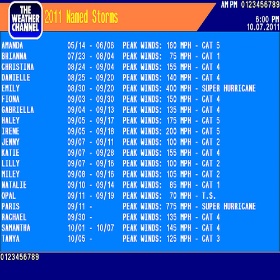 THE
WEATHER
CHANNEL
2011 Named Storms
AM PM 0123456789
6:00 PM
10.07.2011
AMANDA 05/14 - 06/06 PEAK WINDS: 160 MPH - CAT 5
BRIANNA 07/23 - 08/04 PEAK WINDS: 75 MPH - CAT 1
CHRISTINA 08/24 - 09/04 PEAK WINDS: 155 MPH - CAT 4
DANIELLE 08/25 - 09/20 PEAK WINDS: 140 MPH - CAT 4
EMILY 08/30 - 09/20 PEAK WINDS: 400 MPH - SUPER HURRICANE
FIONA 09/03 - 09/20 PEAK WINDS: 150 MPH - CAT 4
GABRIELLA 09/04 - 09/13 PEAK WINDS: 135 MPH - CAT 4
HALEY 09/05 - 09/17 PEAK WINDS: 175 MPH - CAT 5
IRENE 09/05 - 09/18 PEAK WINDS: 200 MPH - CAT 5
JENNY 09/07 - 09/11 PEAK WINDS: 100 MPH - CAT 2
KATIE 09/07 - 09/28 PEAK WINDS: 155 MPH - CAT 4
LILLY 09/07 - 09/16 PEAK WINDS: 100 MPH - CAT 2
MILEY 09/08 - 09/16 PEAK WINDS: 105 MPH - CAT 2
NATALIE 09/10 - 09/14 PEAK WINDS: 85 MPH - CAT 1
OPAL 09/11 - 09/19 PEAK WINDS: 70 MPH - T.S.
PARIS 09/11 - PEAK WINDS: 775 MPH - SUPER HURRICANE
RACHAEL 09/30 - PEAK WINDS: 135 MPH - CAT 4
SAMANTHA 10/01 - 10/07 PEAK WINDS: 145 MPH - CAT 4
TANYA 10/05 - PEAK WINDS: 125 MPH - CAT 3
0123456789